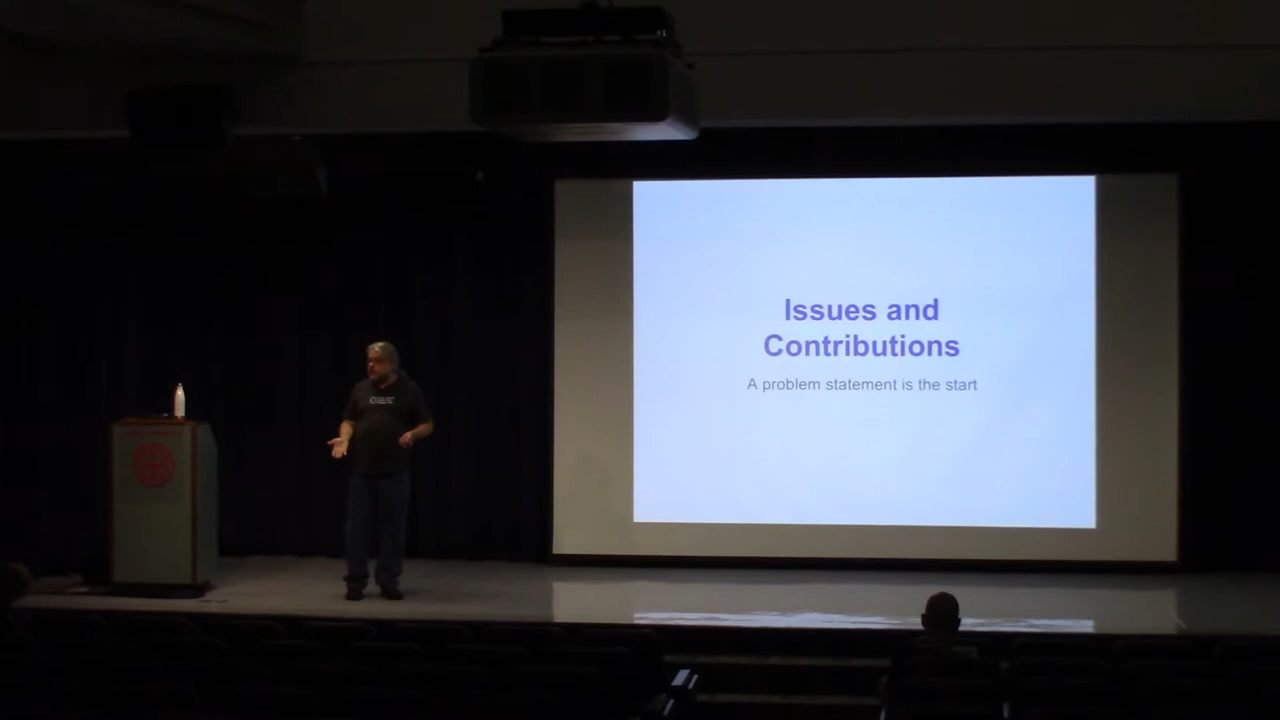 Issues and
Contributions
A problem statement is the start